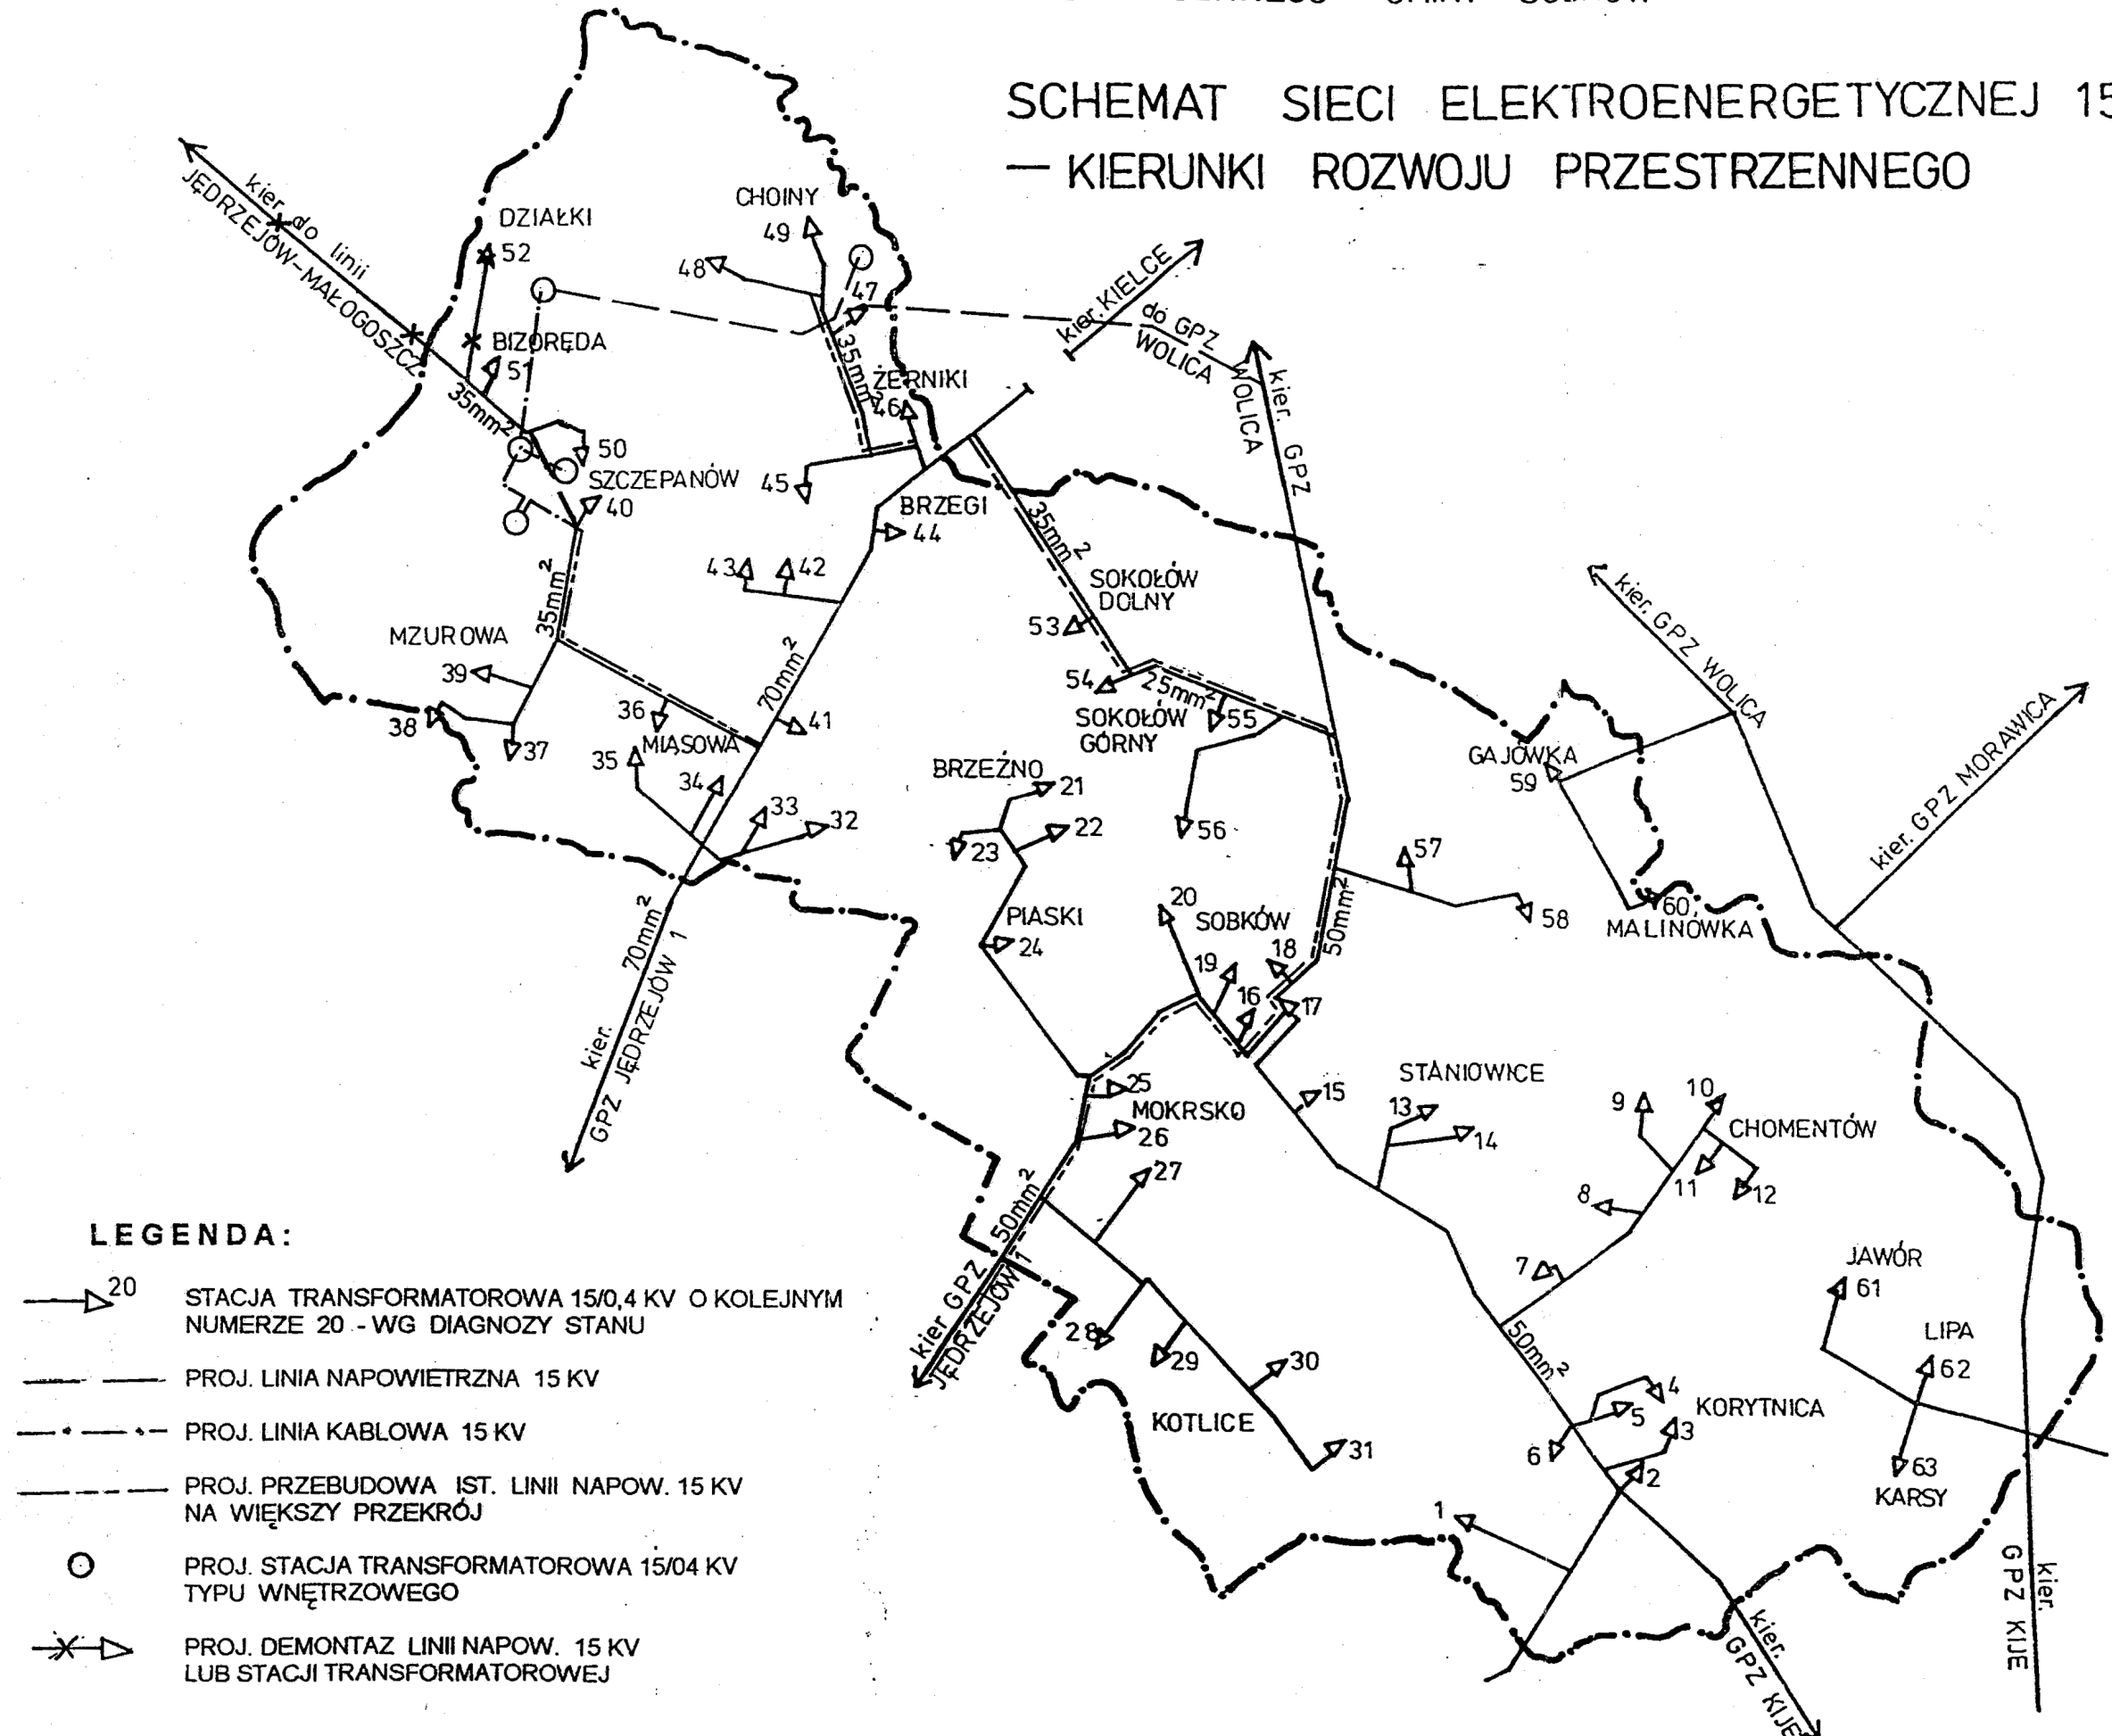 GMINY
SCHEMAT SIECI ELEKTROENERGETYCZNEJ 15
— KIERUNKI ROZWOJU PRZESTRZENNEGO
kier. do linii
JĘDRZEJÓW-MAŁOGOSZCZ
DZIAŁKI
52
CHOINY
49
48
47
kier. KIELCE
do GPZ
WOLICA
kier. GPZ
WOLICA
BIZORĘDA
51
35mm²
35mm²
ŻERNIKI
46
50
SZCZEPANÓW
40
45
BRZEGI
44
35mm²
43
42
SOKOŁÓW
DOLNY
53
kier. GPZ WOLICA
35mm²
MZUROWA
39
38
37
36
MIĄSOWA
35
34
70mm²
41
33
32
54
25mm²
SOKOŁÓW
GÓRNY
55
56
kier. GPZ MORAWICA
GAJÓWKA
59
BRZEŹNO
21
22
23
57
58
60
MALINÓWKA
PIASKI
24
20
SOBKÓW
19
18
16
17
50mm²
70mm²
kier.
GPZ JĘDRZEJÓW 1
25
MOKRSKO
26
27
15
STANIOWICE
13
14
9
10
CHOMENTÓW
11
12
8
7
50mm²
kier GPZ
JĘDRZEJÓW 1
28
29
30
31
KOTLICE
JAWÓR
61
LIPA
62
63
KARSY
50mm²
4
5
KORYTNICA
3
6
2
1
kier.
GPZ KIJE
kier.
GPZ KIJE
LEGENDA:
20
STACJA TRANSFORMATOROWA 15/0,4 KV O KOLEJNYM
NUMERZE 20 - WG DIAGNOZY STANU
PROJ. LINIA NAPOWIETRZNA 15 KV
PROJ. LINIA KABLOWA 15 KV
PROJ. PRZEBUDOWA IST. LINII NAPOW. 15 KV
NA WIĘKSZY PRZEKRÓJ
PROJ. STACJA TRANSFORMATOROWA 15/04 KV
TYPU WNĘTRZOWEGO
PROJ. DEMONTAZ LINII NAPOW. 15 KV
LUB STACJI TRANSFORMATOROWEJ